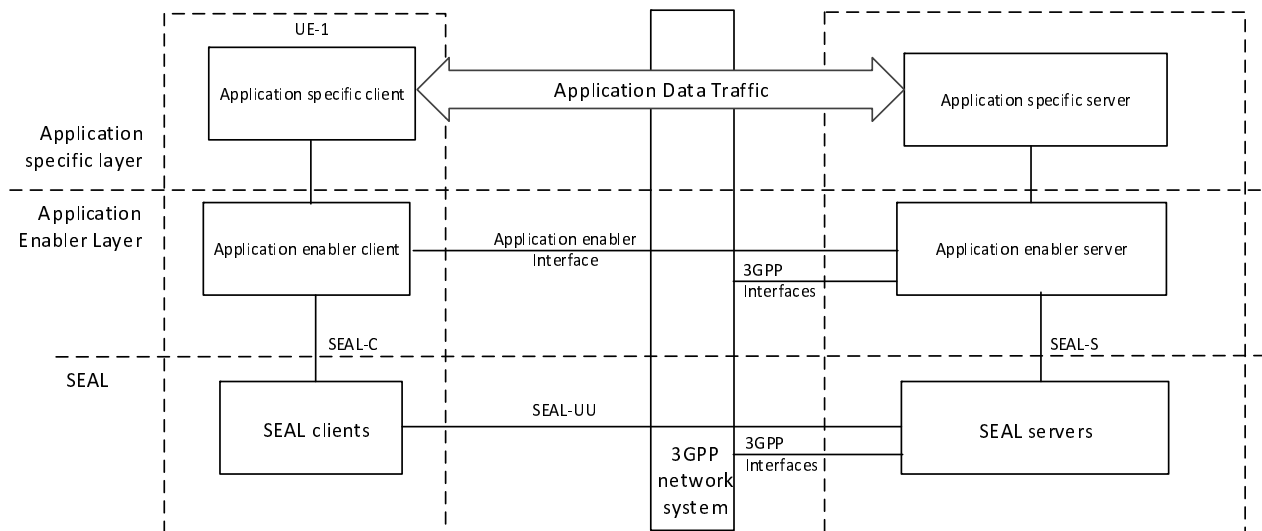 UE-1
Application specific client
Application Data Traffic
Application specific server
Application
specific layer
Application
Enabler Layer
Application enabler client
Application enabler
Interface
Application enabler server
3GPP
Interfaces
SEAL-C
SEAL-S
SEAL
SEAL clients
SEAL-UU
SEAL servers
3GPP
Interfaces
3GPP
network
system